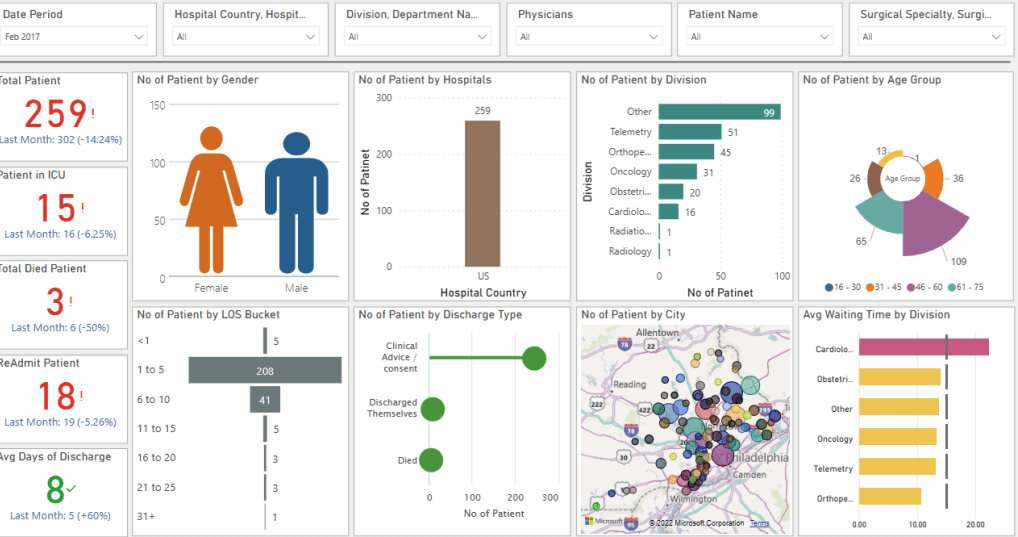 Date Period
Feb 2017
Hospital Country, Hospit...
All
Division, Department Na...
All
Physicians
All
Patient Name
All
Surgical Specialty, Surgi...
All
Total Patient
259!
Last Month: 302 (-14.24%)
Patient in ICU
15!
Last Month: 16 (-6.25%)
Total Died Patient
3!
Last Month: 6 (-50%)
ReAdmit Patient
18!
Last Month: 19 (-5.26%)
Avg Days of Discharge
8
Last Month: 5 (+60%)
No of Patient by Gender
150
100
50
0
Female
Male
No of Patient by Hospitals
300
200
100
0
259
No of Patinet
US
Hospital Country
No of Patient by Division
Division
Other
99
Telemetry
51
Orthope...
45
Oncology
31
Obstetri...
20
Cardiolo...
16
Radiatio...
1
Radiology
1
0
50
100
No of Patinet
No of Patient by Age Group
13
1
26
Age Group
36
65
109
16 - 30
31 - 45
46 - 60
61 - 75
No of Patient by LOS Bucket
<1
5
1 to 5
208
6 to 10
41
11 to 15
5
16 to 20
3
21 to 25
3
31+
1
No of Patient by Discharge Type
Clinical
Advice /
consent
Discharged
Themselves
Died
0
100
200
300
No of Patient
No of Patient by City
Allentown
78
22
Reading
222
422
76
30
Philadelphia
Camden
Wilmington
95
Microsoft
© 2022 Microsoft Corporation
Terms
Avg Waiting Time by Division
Cardiolo...
Obstetri...
Other
Oncology
Telemetry
Orthope...
0.00
10.00
20.00